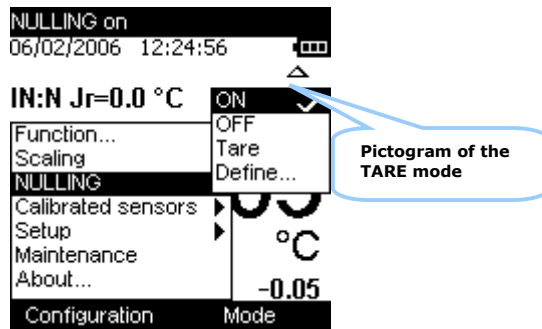 NULLING on
06/02/2006 12:24:56
IN:N Jr=0.0 °C
ON
OFF
Tare
Define...
Function...
Scaling
NULLING
Calibrated sensors
Setup
Maintenance
About...
°C
-0.05
Configuration Mode
Pictogram of the
TARE mode